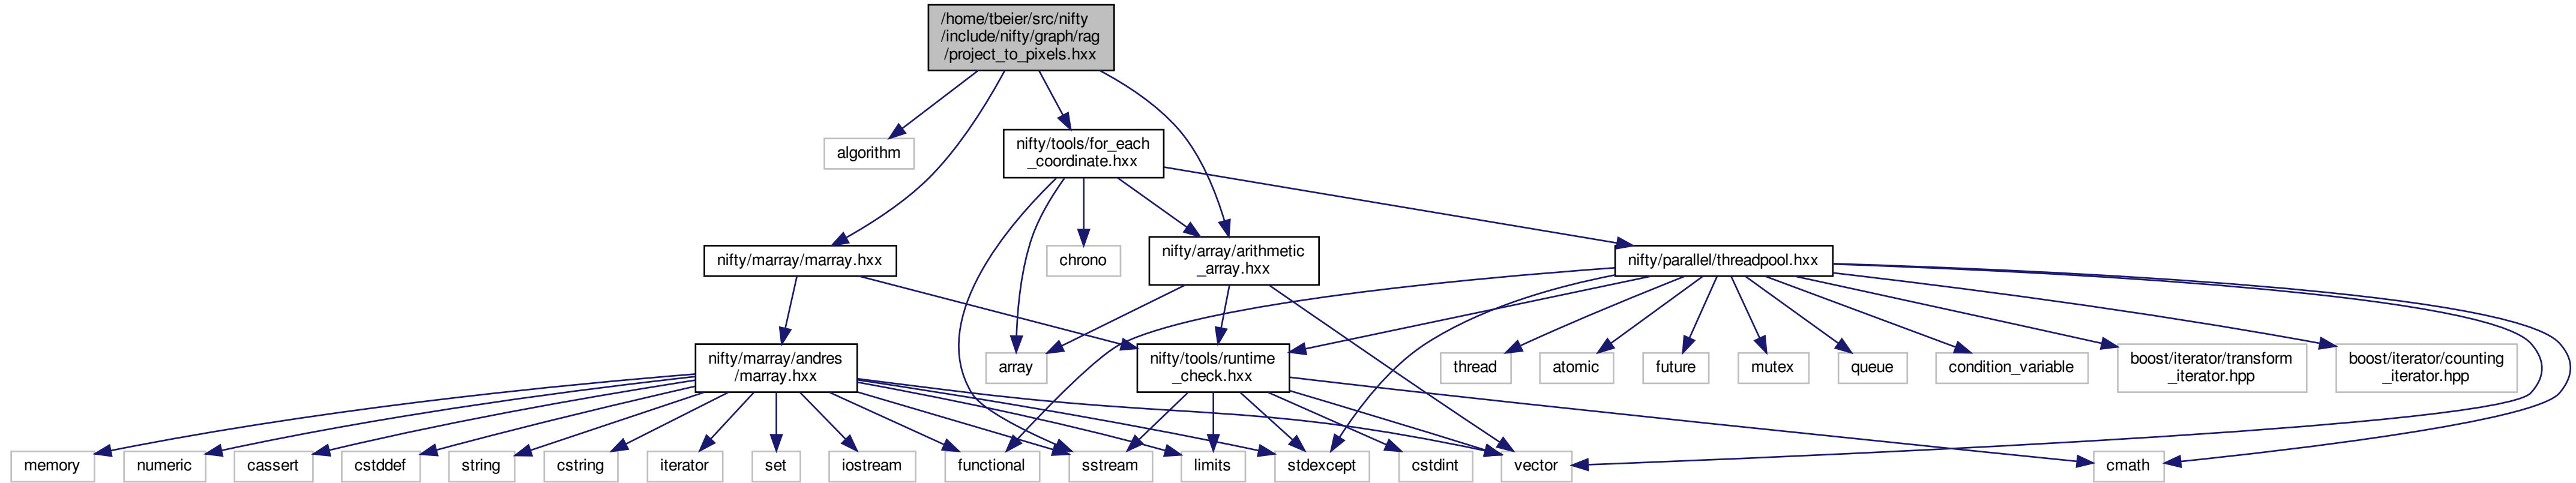 /home/tbeier/src/nifty
/include/nifty/graph/rag
/project_to_pixels.hxx
algorithm
nifty/tools/for_each
_coordinate.hxx
nifty/marray/marray.hxx
chrono
nifty/array/arithmetic
_array.hxx
nifty/parallel/threadpool.hxx
nifty/marray/andres
/marray.hxx
array
nifty/tools/runtime
_check.hxx
thread
atomic
future
mutex
queue
condition_variable
boost/iterator/transform
_iterator.hpp
boost/iterator/counting
_iterator.hpp
memory
numeric
cassert
cstddef
string
cstring
iterator
set
iostream
functional
sstream
limits
stdexcept
cstdint
vector
cmath